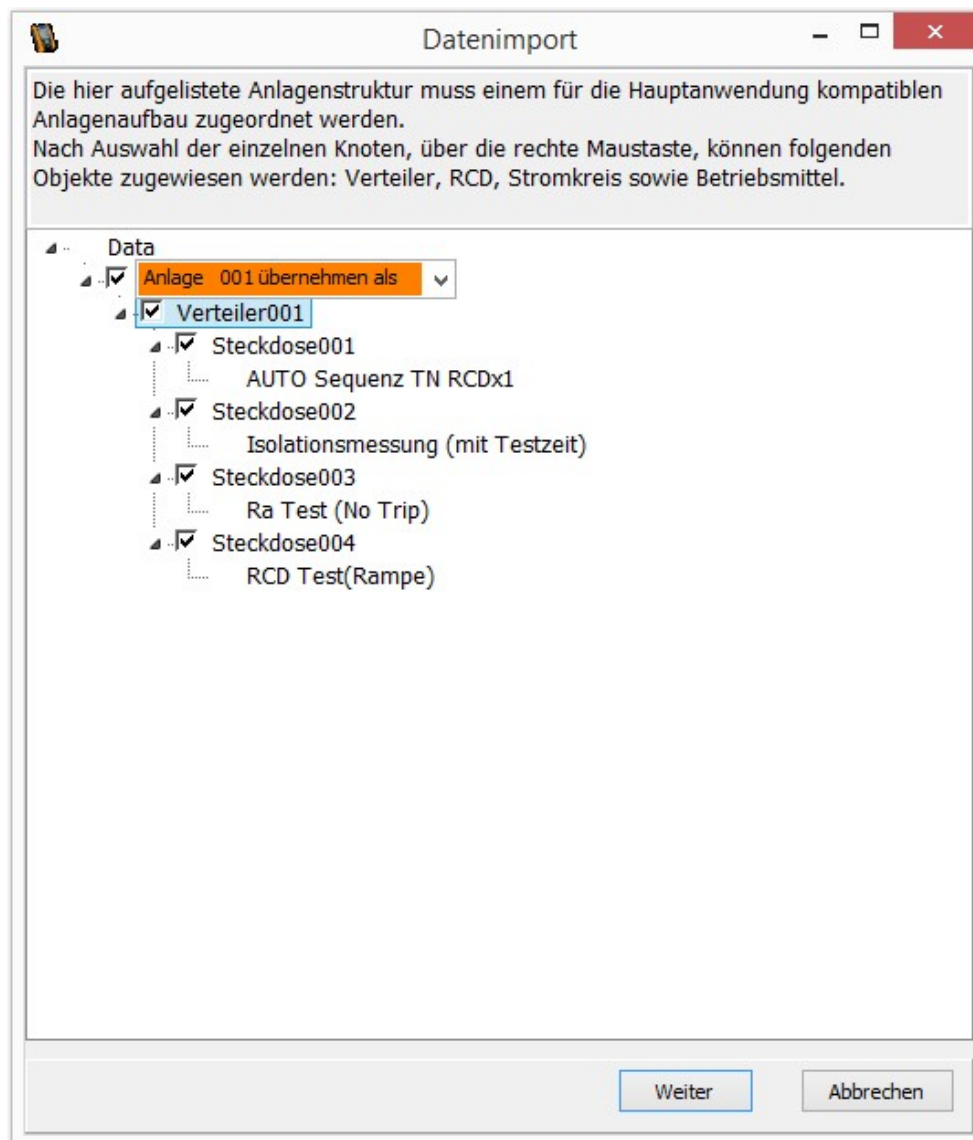 Datenimport
Die hier aufgelistete Anlagenstruktur muss einem für die Hauptanwendung kompatiblen
Anlagenaufbau zugeordnet werden.
Nach Auswahl der einzelnen Knoten, über die rechte Maustaste, können folgenden
Objekte zugewiesen werden: Verteiler, RCD, Stromkreis sowie Betriebsmittel.
Data
Anlage 001 übernehmen als
Verteiler001
Steckdose001
AUTO Sequenz TN RCDx1
Steckdose002
Isolationsmessung (mit Testzeit)
Steckdose003
Ra Test (No Trip)
Steckdose004
RCD Test(Rampe)
Weiter Abbrechen